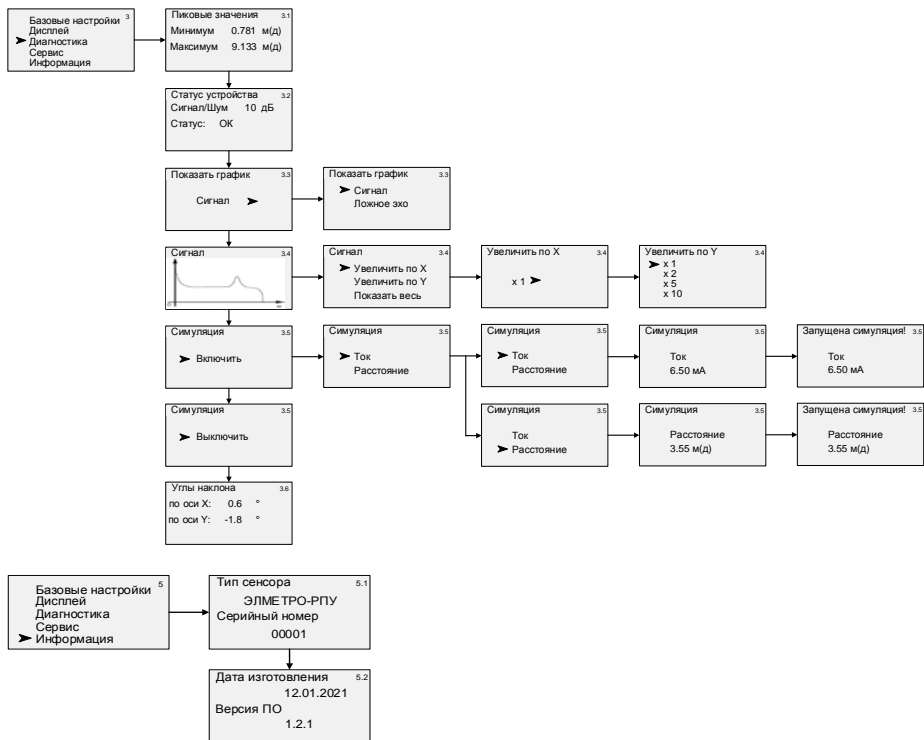 Базовые настройки 3
Дисплей
Диагностика
Сервис
Информация
Пиковые значения 3.1
Минимум 0.781 м(д)
Максимум 9.133 м(д)
Статус устройства 3.2
Сигнал/Шум 10 дБ
Статус: ОК
Показать график 3.3
Сигнал
Показать график 3.3
Сигнал
Ложное эхо
Сигнал 3.4
Сигнал 3.4
Увеличить по X
Увеличить по Y
Показать весь
Увеличить по X 3.4
x 1
Увеличить по Y 3.4
x 1
x 2
x 5
x 10
Симуляция 3.5
Включить
Симуляция 3.5
Ток
Расстояние
Симуляция 3.5
Ток
Расстояние
Симуляция 3.5
Ток
6.50 мА
Запущена симуляция! 3.5
Ток
6.50 мА
Симуляция 3.5
Выключить
Симуляция 3.5
Ток
Расстояние
Симуляция 3.5
Расстояние
3.55 м(д)
Запущена симуляция! 3.5
Расстояние
3.55 м(д)
Углы наклона 3.6
по оси X: 0.6 °
по оси Y: -1.8 °
Базовые настройки 5
Дисплей
Диагностика
Сервис
Информация
Тип сенсора 5.1
ЭЛМЕТРО-РПУ
Серийный номер
00001
Дата изготовления 5.2
12.01.2021
Версия ПО
1.2.1